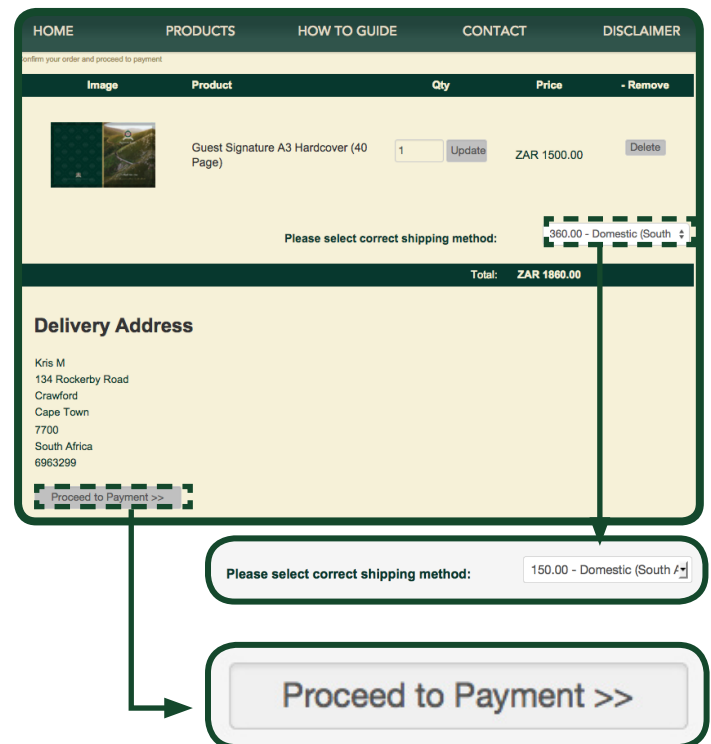 HOME PRODUCTS HOW TO GUIDE CONTACT DISCLAIMER
onfirm your order and proceed to payment
Image Product Qty Price - Remove
Guest Signature A3 Hardcover (40
Page)
1 Update ZAR 1500.00 Delete
Please select correct shipping method: 360.00 - Domestic (South
Total: ZAR 1860.00
Delivery Address
Kris M
134 Rockerby Road
Crawford
Cape Town
7700
South Africa
6963299
Proceed to Payment >>
Please select correct shipping method: 150.00 - Domestic (South A
Proceed to Payment >>